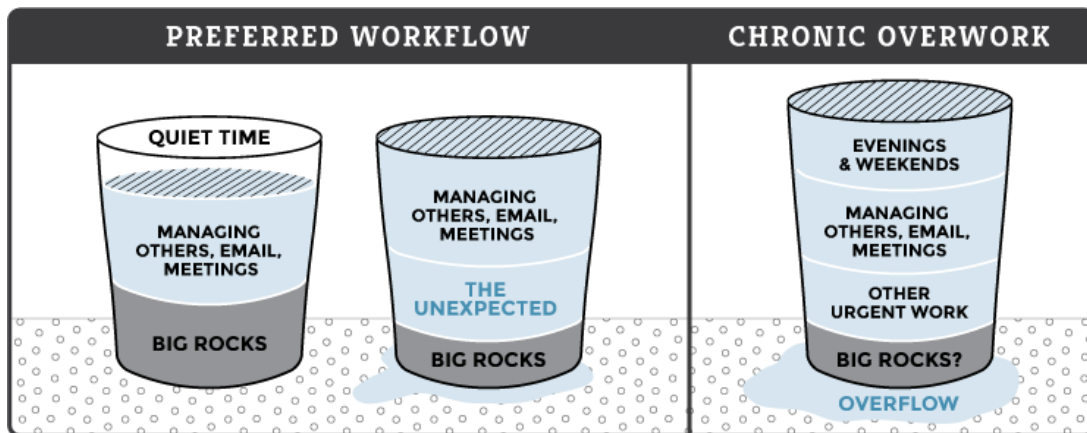 PREFERRED WORKFLOW
CHRONIC OVERWORK
QUIET TIME
MANAGING
OTHERS, EMAIL,
MEETINGS
BIG ROCKS
MANAGING
OTHERS, EMAIL,
MEETINGS
THE
UNEXPECTED
BIG ROCKS
EVENINGS
& WEEKENDS
MANAGING
OTHERS, EMAIL,
MEETINGS
OTHER
URGENT WORK
BIG ROCKS?
OVERFLOW